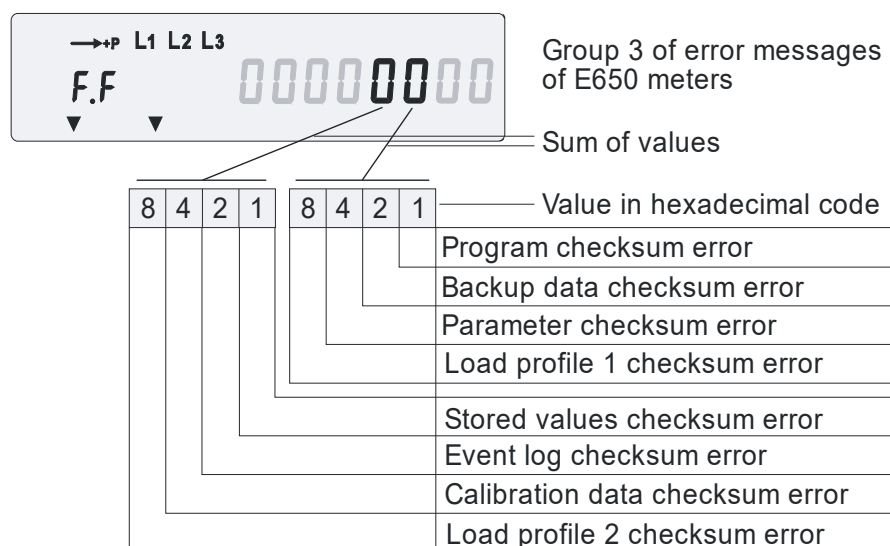 →+P L1 L2 L3
F.F 00000000
Group 3 of error messages
of E650 meters
Sum of values
8 4 2 1 8 4 2 1
Value in hexadecimal code
Program checksum error
Backup data checksum error
Parameter checksum error
Load profile 1 checksum error
Stored values checksum error
Event log checksum error
Calibration data checksum error
Load profile 2 checksum error